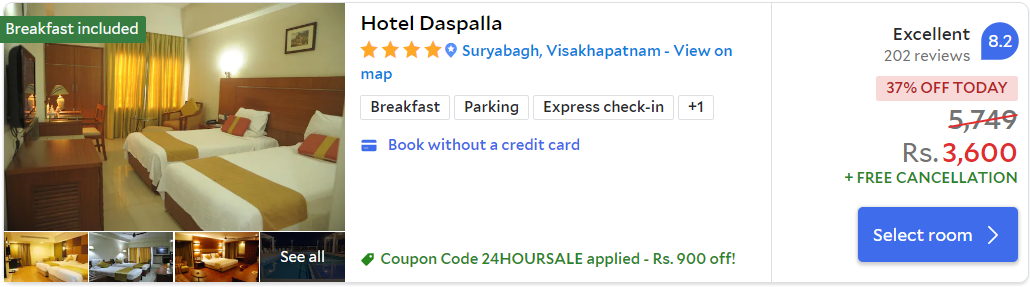 Breakfast included
Hotel Daspalla
Suryabagh, Visakhapatnam - View on
map
Breakfast
Parking
Express check-in
+1
Book without a credit card
See all
Coupon Code 24HOURSALE applied - Rs. 900 off!
Excellent
202 reviews
8.2
37% OFF TODAY
5,749
Rs. 3,600
+ FREE CANCELLATION
Select room